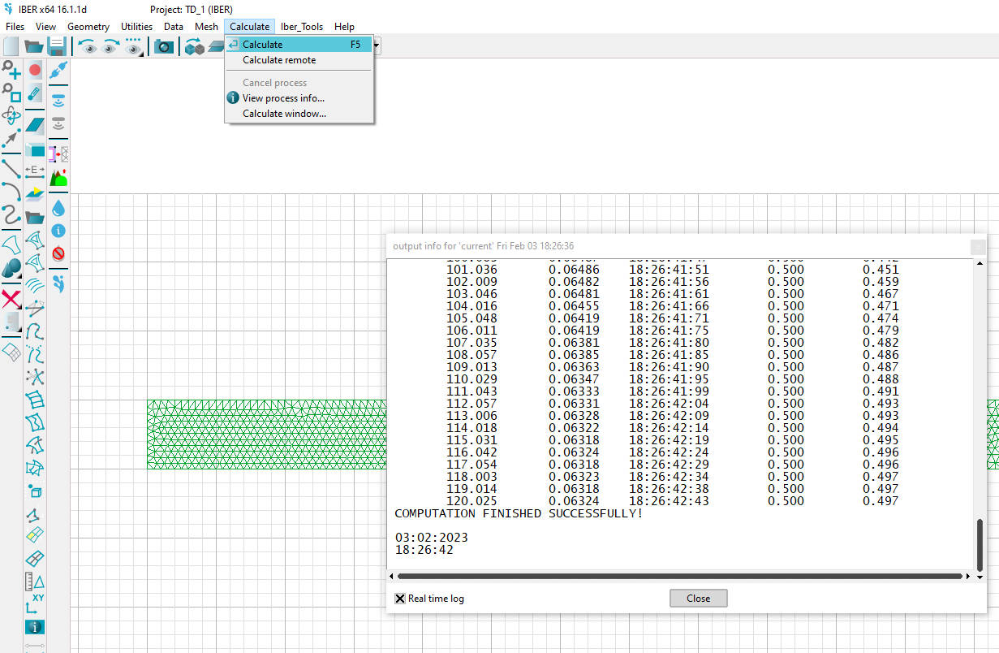 IBER x64 16.1.1d Project: TD_1 (IBER)
Files View Geometry Utilities Data Mesh Calculate Iber_Tools Help
Calculate F5
Calculate remote
Cancel process
View process info...
Calculate window...
E
output info for 'current' Fri Feb 03 18:26:36
101.036 0.06486 18:26:41:51 0.500 0.451
102.009 0.06482 18:26:41:56 0.500 0.459
103.046 0.06481 18:26:41:61 0.500 0.467
104.016 0.06455 18:26:41:66 0.500 0.471
105.048 0.06419 18:26:41:71 0.500 0.474
106.011 0.06419 18:26:41:75 0.500 0.479
107.035 0.06381 18:26:41:80 0.500 0.482
108.057 0.06385 18:26:41:85 0.500 0.486
109.013 0.06363 18:26:41:90 0.500 0.487
110.029 0.06347 18:26:41:95 0.500 0.488
111.043 0.06333 18:26:41:99 0.500 0.491
112.057 0.06331 18:26:42:04 0.500 0.493
113.006 0.06328 18:26:42:09 0.500 0.493
114.018 0.06322 18:26:42:14 0.500 0.494
115.031 0.06318 18:26:42:19 0.500 0.495
116.042 0.06324 18:26:42:24 0.500 0.496
117.054 0.06318 18:26:42:29 0.500 0.496
118.003 0.06323 18:26:42:34 0.500 0.497
119.014 0.06318 18:26:42:38 0.500 0.497
120.025 0.06324 18:26:42:43 0.500 0.497
COMPUTATION FINISHED SUCCESSFULLY!
03:02:2023
18:26:42
Real time log Close
XY